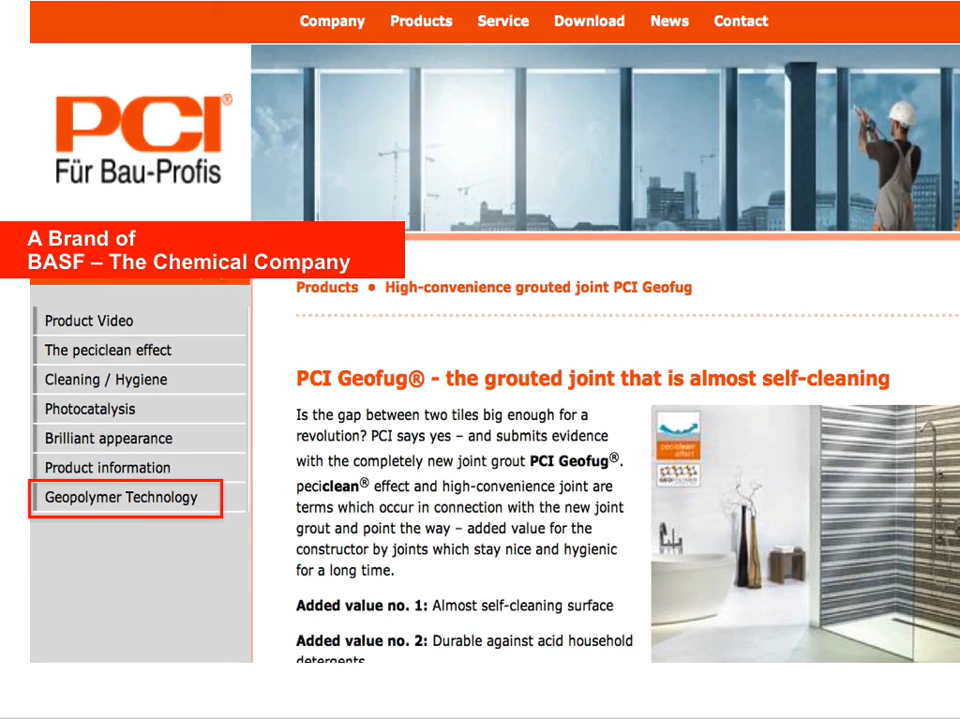 Company Products Service Download News Contact
PCI®
Für Bau-Profis
A Brand of
BASF – The Chemical Company
Products • High-convenience grouted joint PCI Geofug
Product Video
The peciclean effect
Cleaning / Hygiene
Photocatalysis
Brilliant appearance
Product information
Geopolymer Technology
PCI Geofug® - the grouted joint that is almost self-cleaning
Is the gap between two tiles big enough for a
revolution? PCI says yes – and submits evidence
with the completely new joint grout PCI Geofug®.
peciclean® effect and high-convenience joint are
terms which occur in connection with the new joint
grout and point the way – added value for the
constructor by joints which stay nice and hygienic
for a long time.
Added value no. 1: Almost self-cleaning surface
Added value no. 2: Durable against acid household
detergents
peciclean
effect
GEOPOLYMER